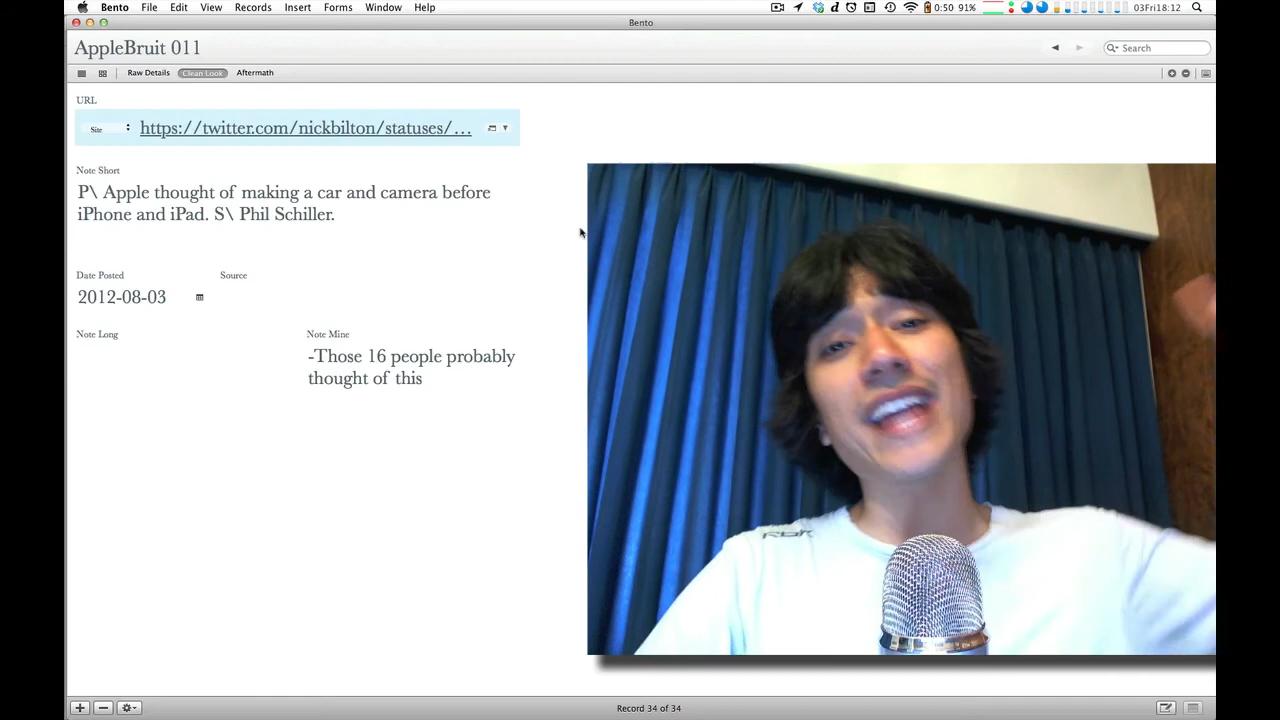 Bento File Edit View Records Insert Forms Window Help
0:50 91% 03Fri18:12
Bento
AppleBruit 011
Search
Raw Details Clean Look Aftermath
URL
Site https://twitter.com/nickbilton/statuses/…
Note Short
P\ Apple thought of making a car and camera before
iPhone and iPad. S\ Phil Schiller.
Date Posted Source
2012-08-03
Note Long Note Mine
-Those 16 people probably
thought of this
RBK
Record 34 of 34